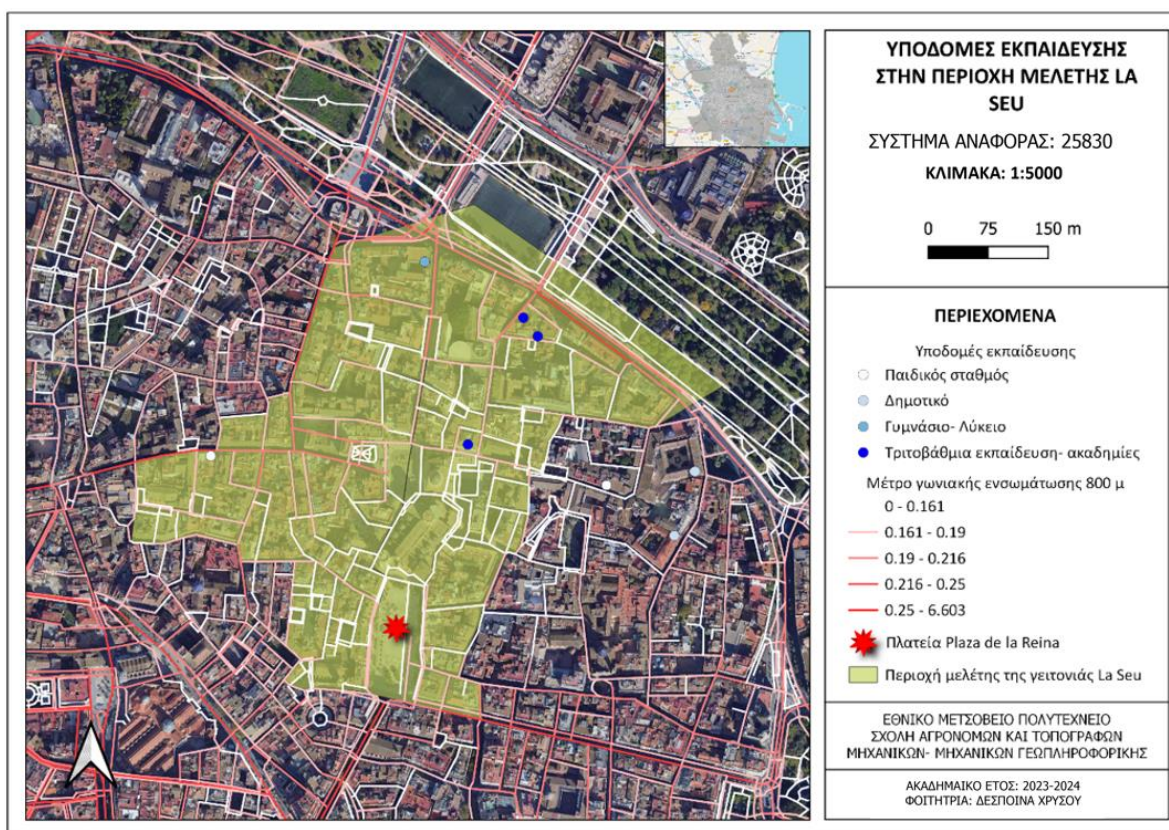 ΥΠΟΔΟΜΕΣ ΕΚΠΑΙΔΕΥΣΗΣ
ΣΤΗΝ ΠΕΡΙΟΧΗ ΜΕΛΕΤΗΣ LA
SEU
ΣΥΣΤΗΜΑ ΑΝΑΦΟΡΑΣ: 25830
ΚΛΙΜΑΚΑ: 1:5000
0 75 150 m
ΠΕΡΙΕΧΟΜΕΝΑ
Υποδομές εκπαίδευσης
Παιδικός σταθμός
Δημοτικό
Γυμνάσιο- Λύκειο
Τριτοβάθμια εκπαίδευση- ακαδημίες
Μέτρο γωνιακής ενσωμάτωσης 800 μ
0 - 0.161
0.161 - 0.19
0.19 - 0.216
0.216 - 0.25
0.25 - 6.603
Πλατεία Plaza de la Reina
Περιοχή μελέτης της γειτονιάς La Seu
ΕΘΝΙΚΟ ΜΕΤΣΟΒΕΙΟ ΠΟΛΥΤΕΧΝΕΙΟ
ΣΧΟΛΗ ΑΓΡΟΝΟΜΩΝ ΚΑΙ ΤΟΠΟΓΡΑΦΩΝ
ΜΗΧΑΝΙΚΩΝ- ΜΗΧΑΝΙΚΩΝ ΓΕΩΠΛΗΡΟΦΟΡΙΚΗΣ
ΑΚΑΔΗΜΑΙΚΟ ΕΤΟΣ: 2023-2024
ΦΟΙΤΗΤΡΙΑ: ΔΕΣΠΟΙΝΑ ΧΡΥΣΟΥ